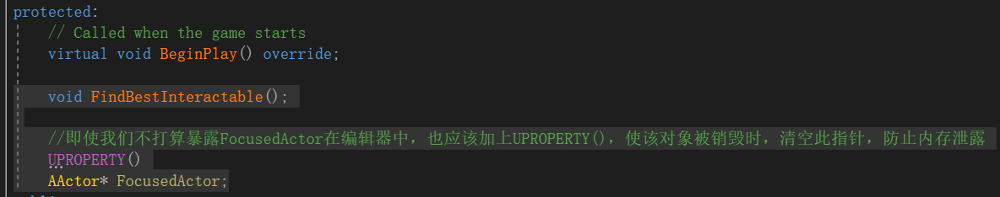 protected:
// Called when the game starts
virtual void BeginPlay() override;
void FindBestInteractable();
//即使我们不打算暴露FocusedActor在编辑器中，也应该加上UPROPERTY()，使该对象被销毁时，清空此指针，防止内存泄露
UPROPERTY()
AActor* FocusedActor;